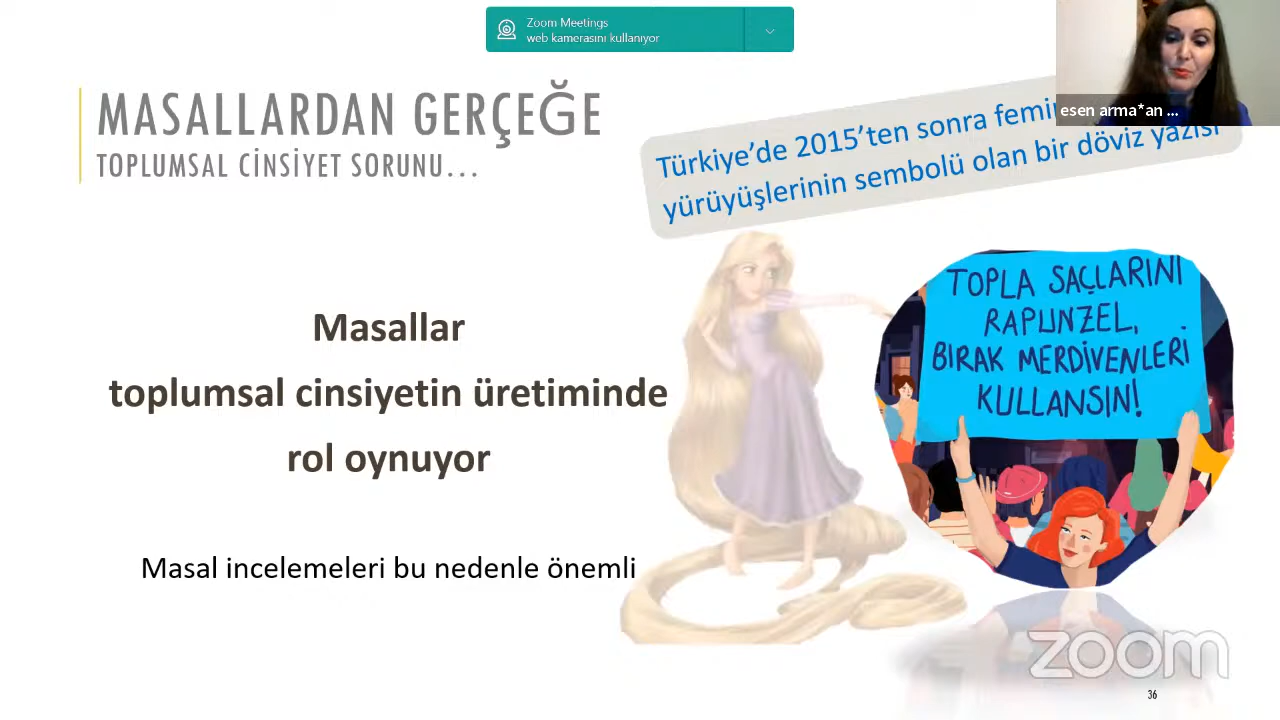 Zoom Meetings
web kamerasını kullanıyor
esen arma*an ...
MASALLARDAN GERÇEĞE
TOPLUMSAL CİNSİYET SORUNU...
Türkiye’de 2015’ten sonra
yürüyüşlerinin sembolü olan bir döviz yazısı
Masallar
toplumsal cinsiyetin üretiminde
rol oynuyor
Masal incelemeleri bu nedenle önemli
TOPLA SAÇLARINI
RAPUNZEL,
BIRAK MERDİVENLERİ
KULLANSIN!
zoom
36